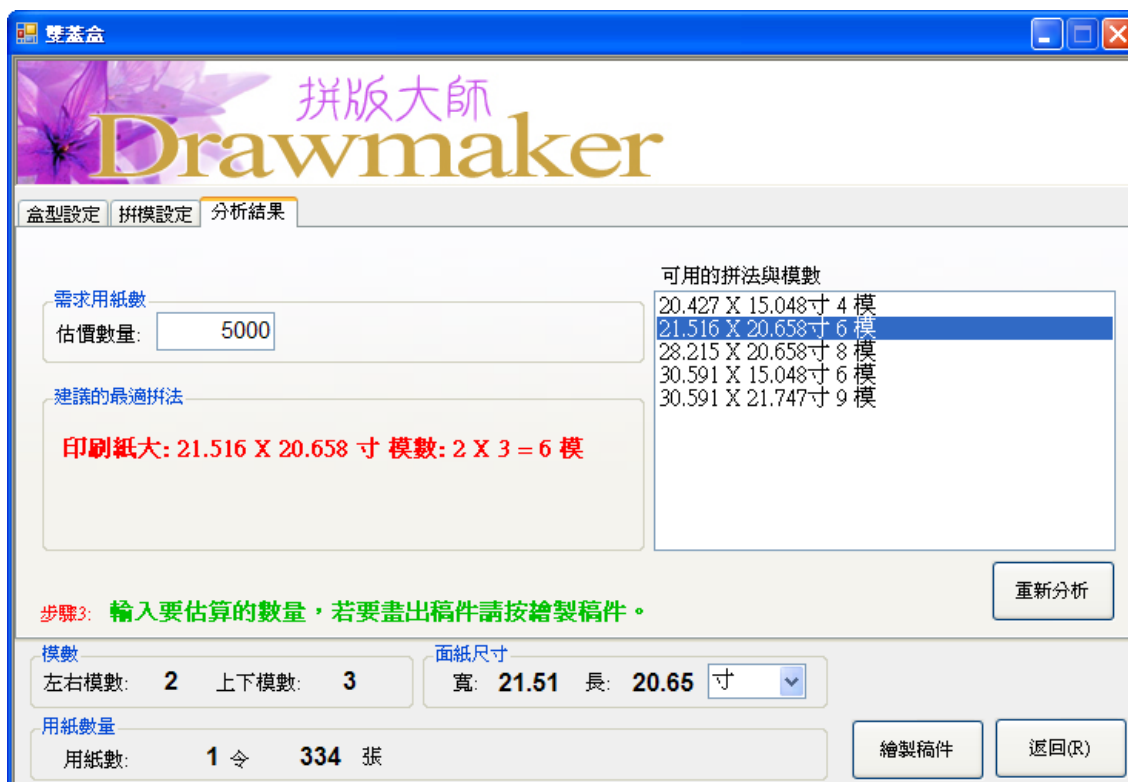 雙蓋盒
拼版大師
Drawmaker
盒型設定 拼模設定 分析結果
需求用紙數
估價數量: 5000
建議的最適拼法
印刷紙大: 21.516 X 20.658 寸 模數: 2 X 3 = 6 模
可用的拼法與模數
20.427 X 15.048寸 4 模
21.516 X 20.658寸 6 模
28.215 X 20.658寸 8 模
30.591 X 15.048寸 6 模
30.591 X 21.747寸 9 模
重新分析
步驟3: 輸入要估算的數量，若要畫出稿件請按繪製稿件。
模數
左右模數: 2 上下模數: 3
面紙尺寸
寬: 21.51 長: 20.65 寸
用紙數量
用紙數: 1 令 334 張
繪製稿件 返回(R)